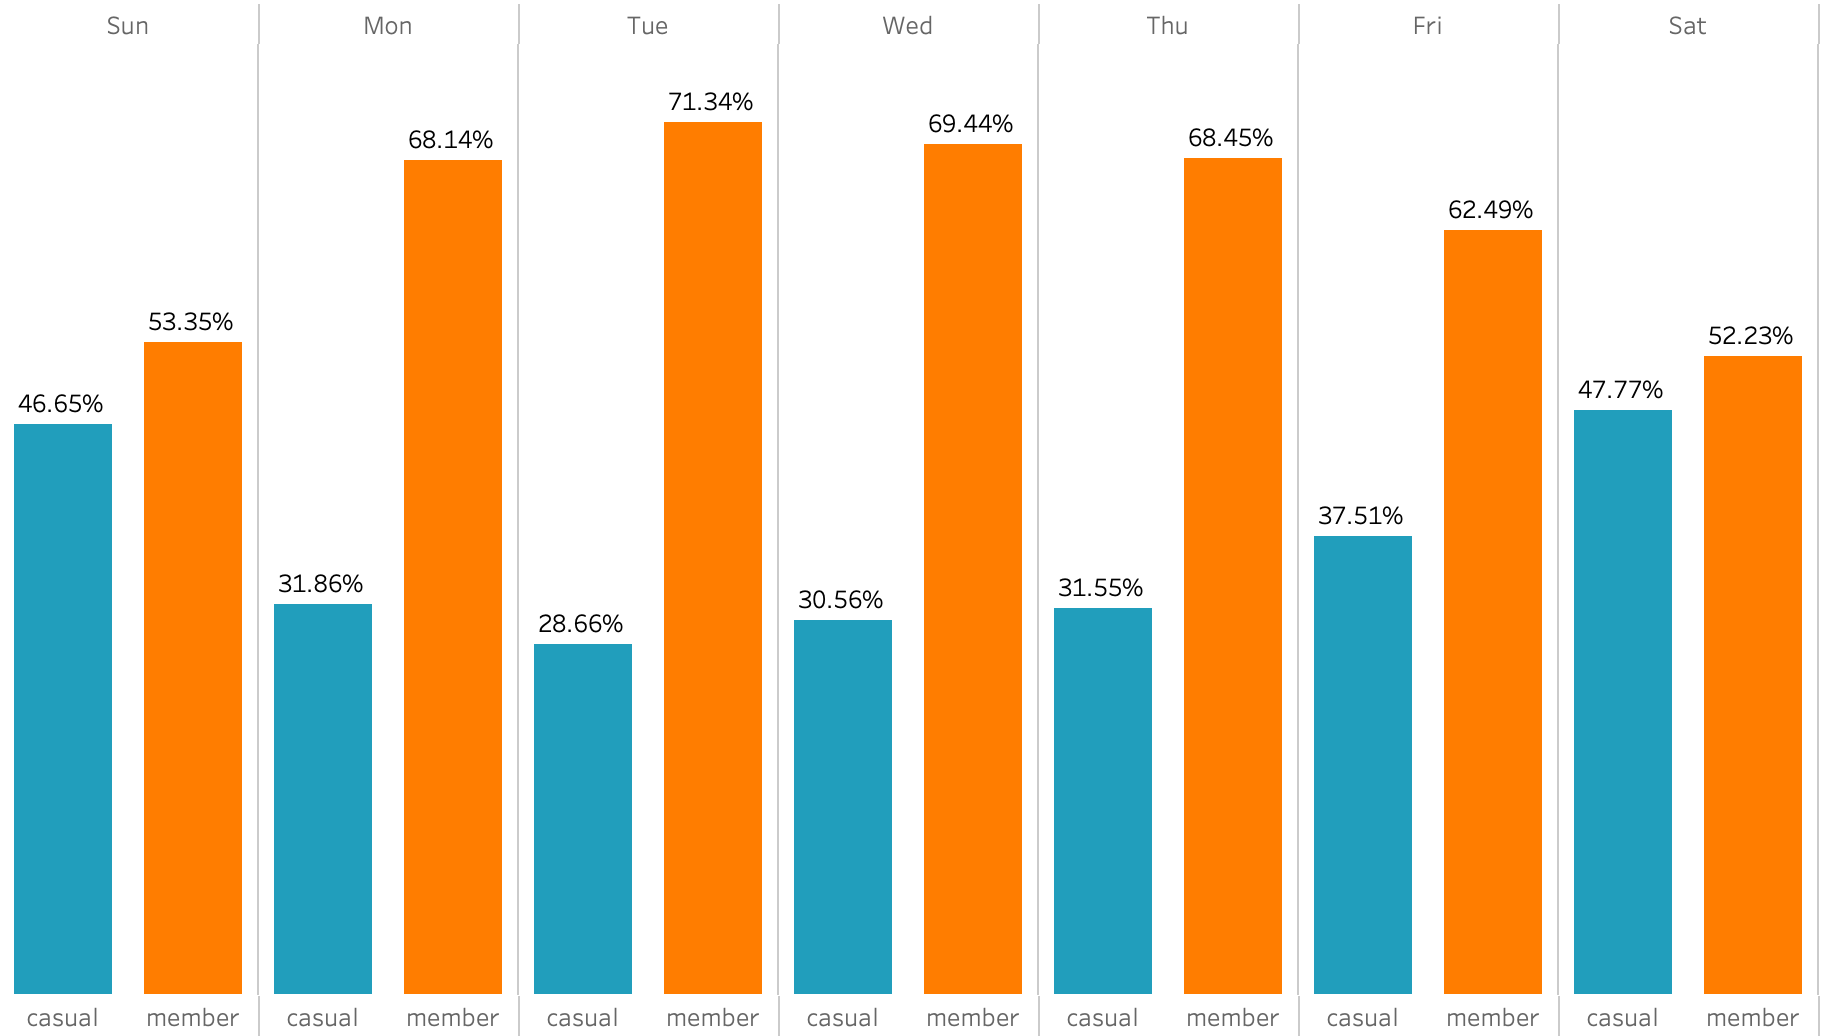 Sun Mon Tue Wed Thu Fri Sat
46.65% 53.35% 31.86% 68.14% 28.66% 71.34% 30.56% 69.44% 31.55% 68.45% 37.51% 62.49% 47.77% 52.23%
casual member casual member casual member casual member casual member casual member casual member